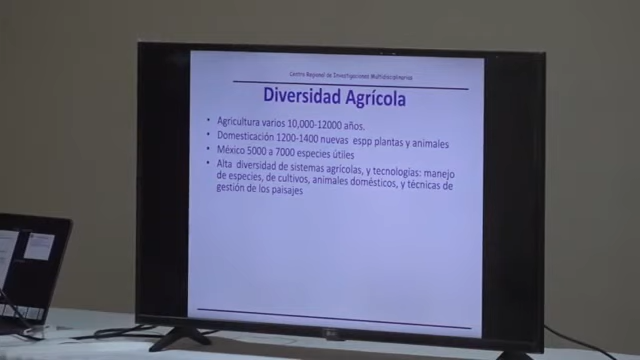 Centro Regional de Investigaciones Multidisciplinarias
Diversidad Agrícola
• Agricultura varios 10,000-12000 años.
• Domesticación 1200-1400 nuevas espp plantas y animales
• México 5000 a 7000 especies útiles
• Alta diversidad de sistemas agrícolas, y tecnologías: manejo
de especies, de cultivos, animales domésticos, y técnicas de
gestión de los paisajes